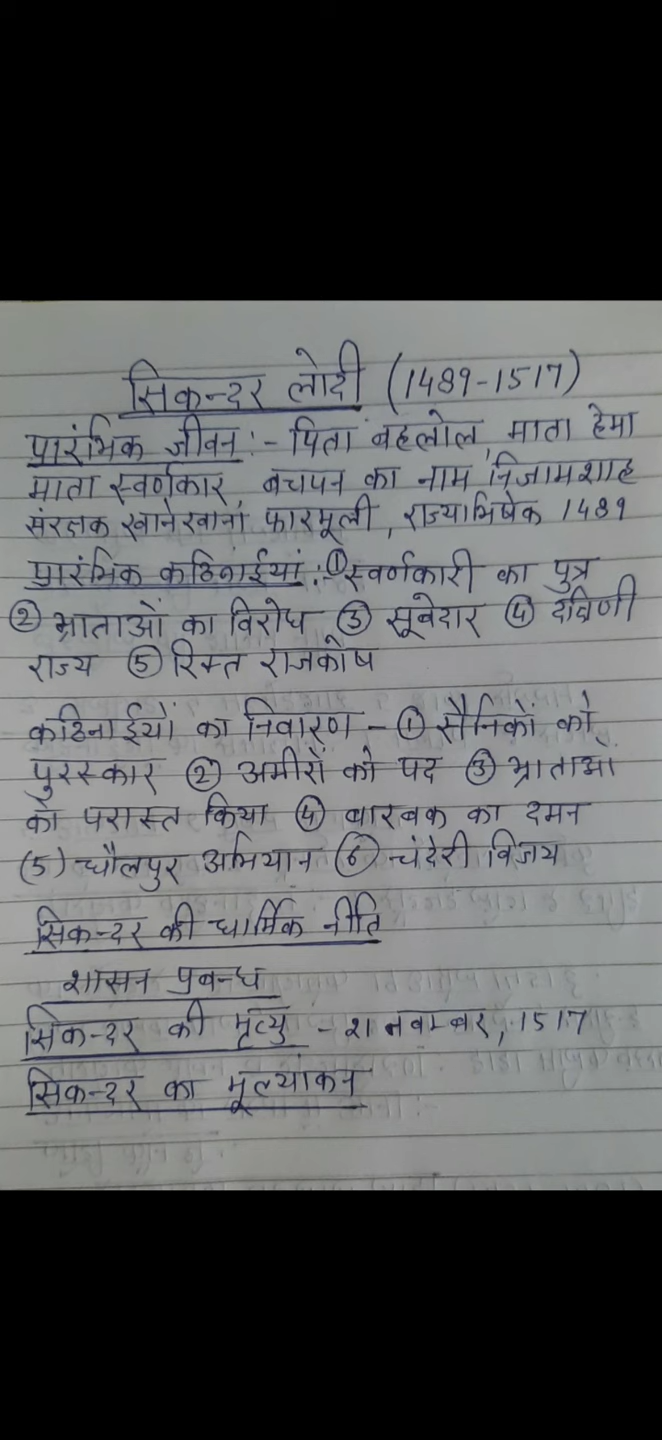 सिकन्दर लोदी (1489-1517)
प्रारंभिक जीवन :- पिता बहलोल, माता हेमा
माता स्वर्णकार, बचपन का नाम निजामशाह
संरक्षक खानेखानां फारमूली, राज्याभिषेक 1489
प्रारंभिक कठिनाईयां :- ① स्वर्णकारी का पुत्र
② भ्राताओं का विरोध ③ सूबेदार ④ दक्षिणी
राज्य ⑤ रिक्त राजकोष
कठिनाईयों का निवारण - ① सैनिकों को
पुरस्कार ② अमीरों को पद ③ भ्राताओं
को परास्त किया ④ बारबक का दमन
(5) धौलपुर अभियान ⑥ चंदेरी विजय
सिकन्दर की धार्मिक नीति
शासन प्रबन्ध
सिकन्दर की मृत्यु - 21 नवम्बर, 1517
सिकन्दर का मूल्यांकन